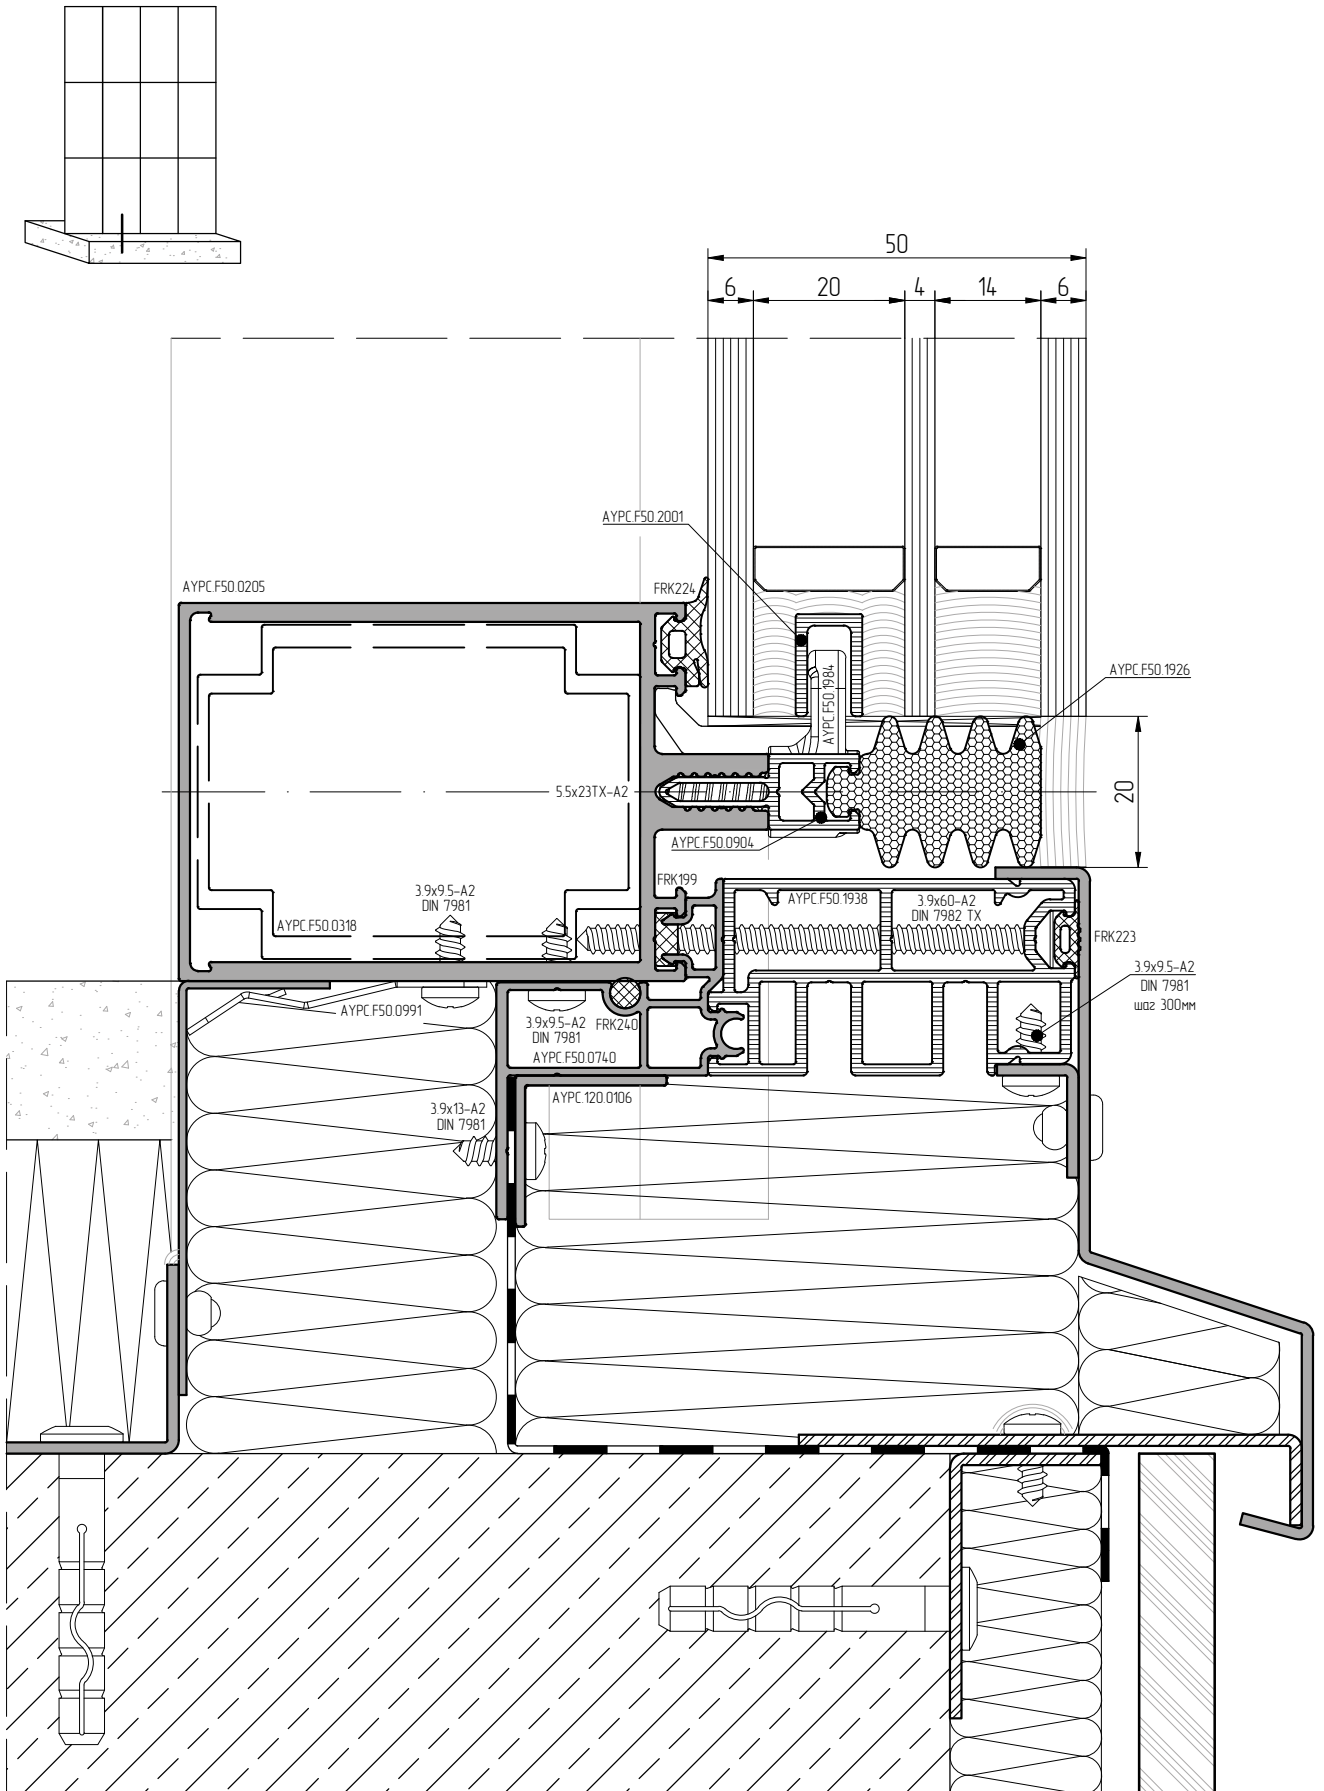 50
6 20 4 14 6
AYPC.F50.2001
AYPC.F50.0205
FRK224
AYPC.F50.1926
AYPC.F50.1984
5.5x23TX-A2
20
AYPC.F50.0904
FRK199
3.9x9.5-A2
DIN 7981
AYPC.F50.0318
AYPC.F50.1938
3.9x60-A2
DIN 7982 TX
FRK223
3.9x9.5-A2
DIN 7981
шаг 300мм
AYPC.F50.0991
3.9x9.5-A2
DIN 7981
FRK240
AYPC.F50.0740
AYPC.120.0106
3.9x13-A2
DIN 7981